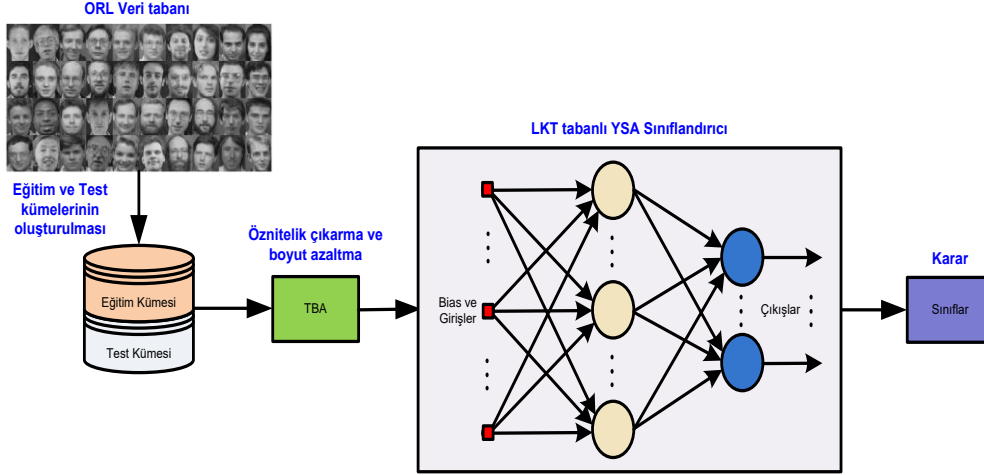 ORL Veri tabanı
Eğitim ve Test
kümelerinin
oluşturulması
Eğitim Kümesi
Test Kümesi
Öznitelik çıkarma ve
boyut azaltma
TBA
LKT tabanlı YSA Sınıflandırıcı
Bias ve
Girişler
Çıkışlar
Karar
Sınıflar